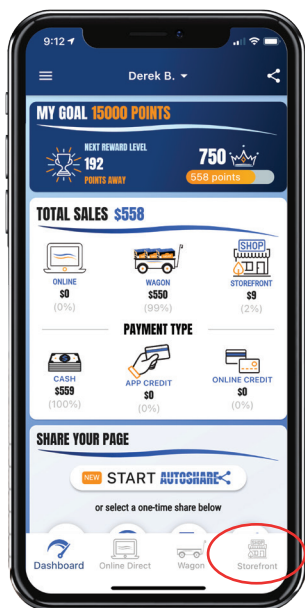 9:12
Derek B.
MY GOAL 15000 POINTS
NEXT REWARD LEVEL
192
POINTS AWAY
750
558 points
TOTAL SALES $558
SHOP
ONLINE
$0
(0%)
WAGON
$550
(99%)
STOREFRONT
$9
(2%)
PAYMENT TYPE
CASH
$559
(100%)
APP CREDIT
$0
(0%)
ONLINE CREDIT
$0
(0%)
SHARE YOUR PAGE
NEW START AUTOSHARE
or select a one-time share below
Dashboard
Online Direct
Wagon
Storefront